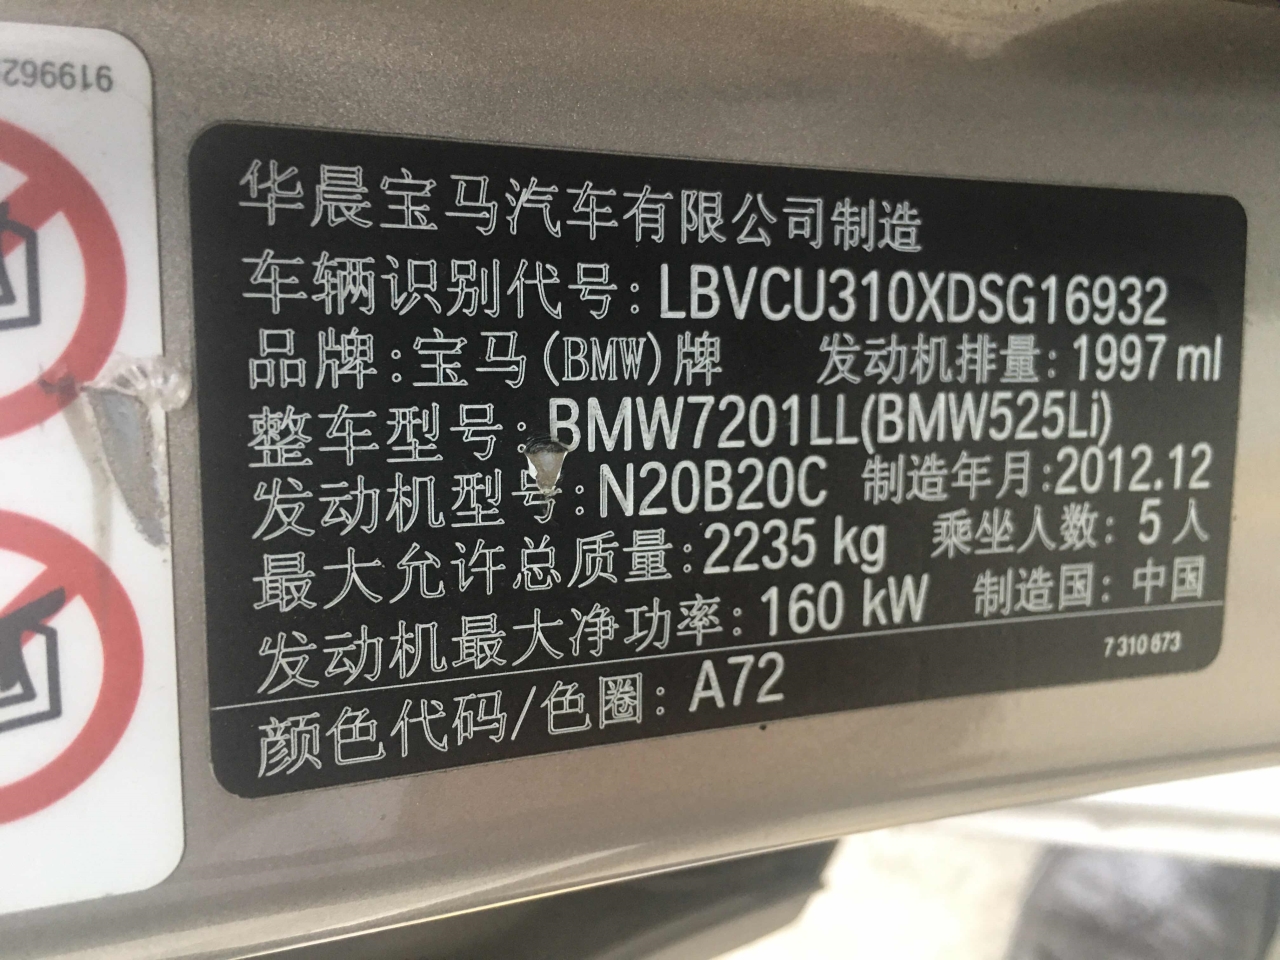 919962
华晨宝马汽车有限公司制造
车辆识别代号：LBVCU310XDSG16932
品牌：宝马(BMW)牌 发动机排量：1997 ml
整车型号：BMW7201LL(BMW525Li)
发动机型号：N20B20C 制造年月：2012.12
最大允许总质量：2235 kg 乘坐人数：5 人
发动机最大净功率：160 kW 制造国：中国
7 310 673
颜色代码/色圈：A72